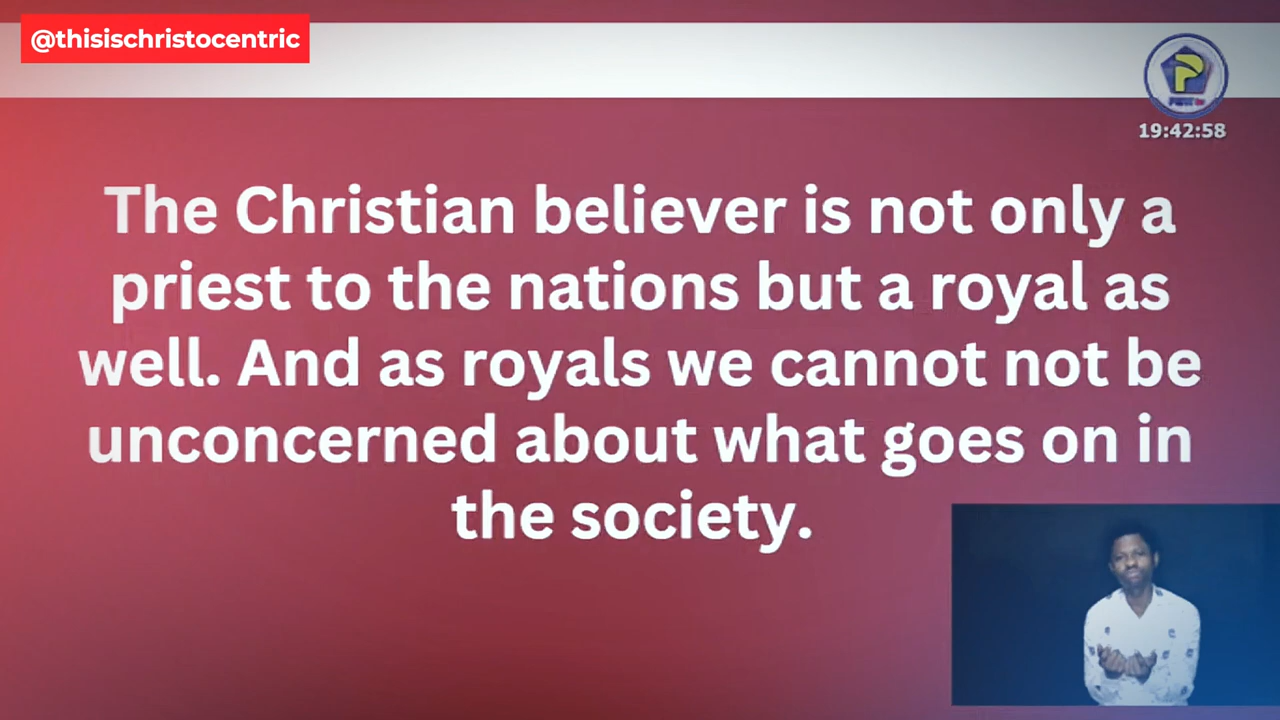 @thisischristocentric
P
19:42:58
The Christian believer is not only a
priest to the nations but a royal as
well. And as royals we cannot not be
unconcerned about what goes on in
the society.